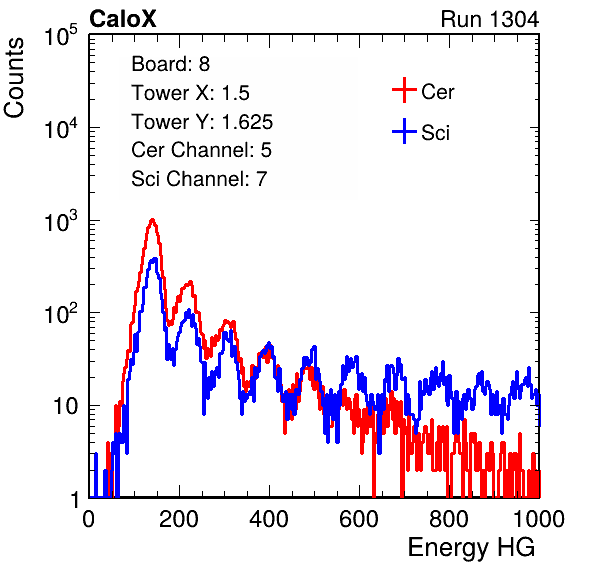 CaloX Run 1304
Counts
10^5
10^4
10^3
10^2
10
1
Board: 8
Tower X: 1.5
Tower Y: 1.625
Cer Channel: 5
Sci Channel: 7
Cer
Sci
0 200 400 600 800 1000
Energy HG